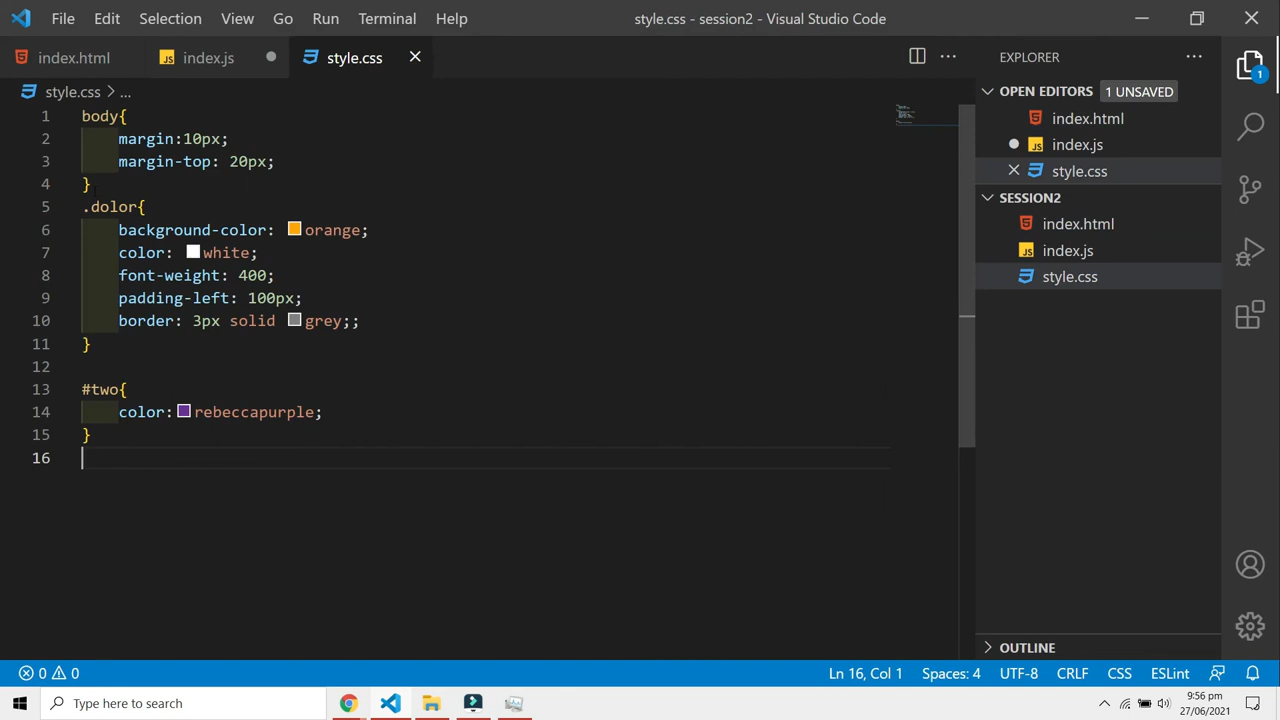 File Edit Selection View Go Run Terminal Help style.css - session2 - Visual Studio Code
index.html index.js style.css
style.css > ...
1 body{
2 margin:10px;
3 margin-top: 20px;
4 }
5 .dolor{
6 background-color: orange;
7 color: white;
8 font-weight: 400;
9 padding-left: 100px;
10 border: 3px solid grey;;
11 }
12
13 #two{
14 color: rebeccapurple;
15 }
16
EXPLORER
OPEN EDITORS 1 UNSAVED
index.html
JS index.js
style.css
SESSION2
index.html
JS index.js
style.css
OUTLINE
1
0 0 Ln 16, Col 1 Spaces: 4 UTF-8 CRLF CSS ESLint
Type here to search
9:56 pm
27/06/2021